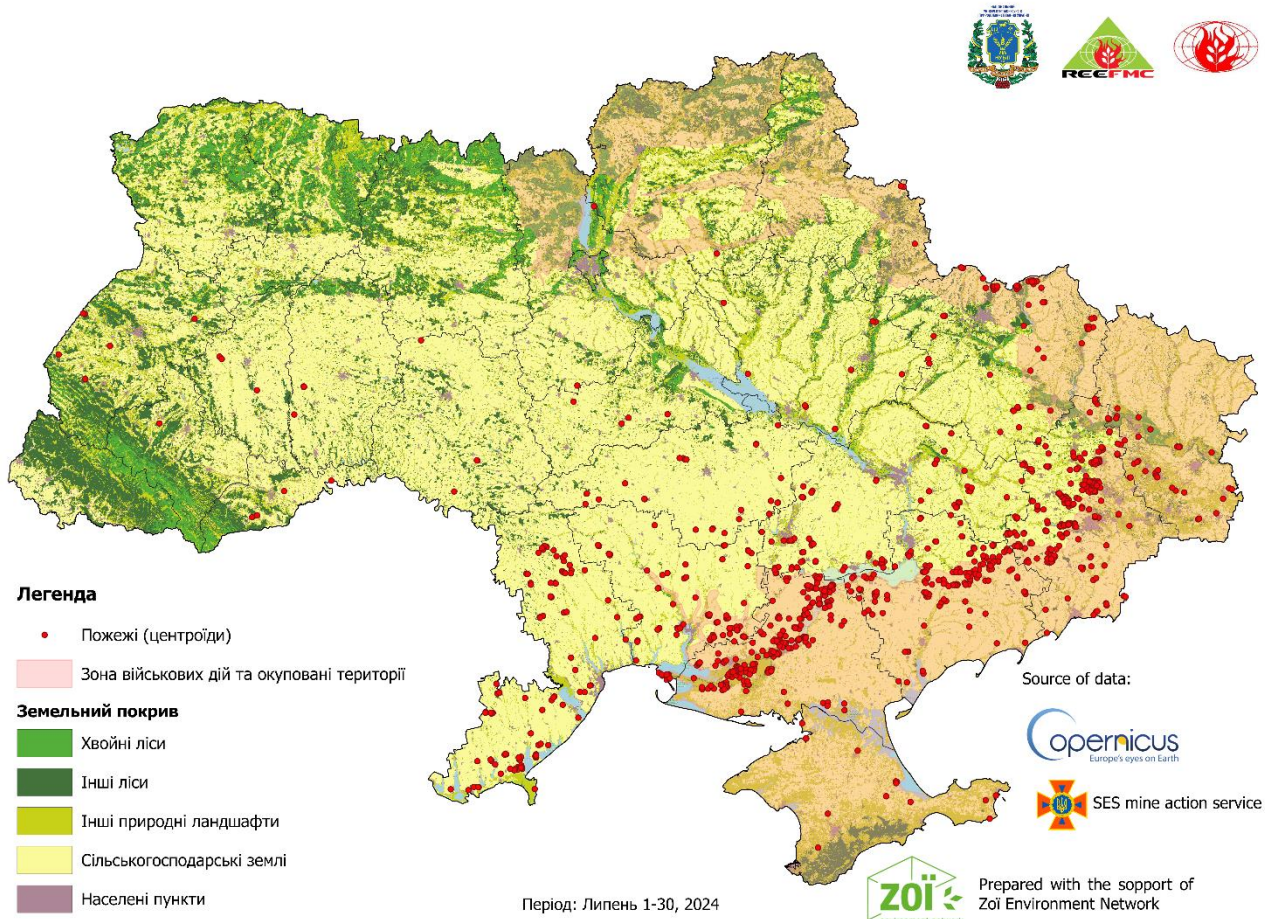 REEFMC
Легенда
Пожежі (центроїди)
Зона військових дій та окуповані території
Земельний покрив
Хвойні ліси
Інші ліси
Інші природні ландшафти
Сільськогосподарські землі
Населені пункти
Період: Липень 1-30, 2024
Source of data:
opernicus
Europe's eyes on Earth
SES mine action service
zoï
Prepared with the sopport of
Zoï Environment Network